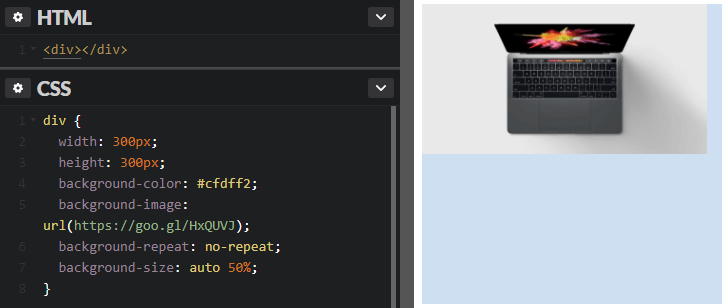 HTML
1 <div></div>
CSS
1 div {
2 width: 300px;
3 height: 300px;
4 background-color: #cfdff2;
5 background-image:
url(https://goo.gl/HxQUVJ);
6 background-repeat: no-repeat;
7 background-size: auto 50%;
8 }